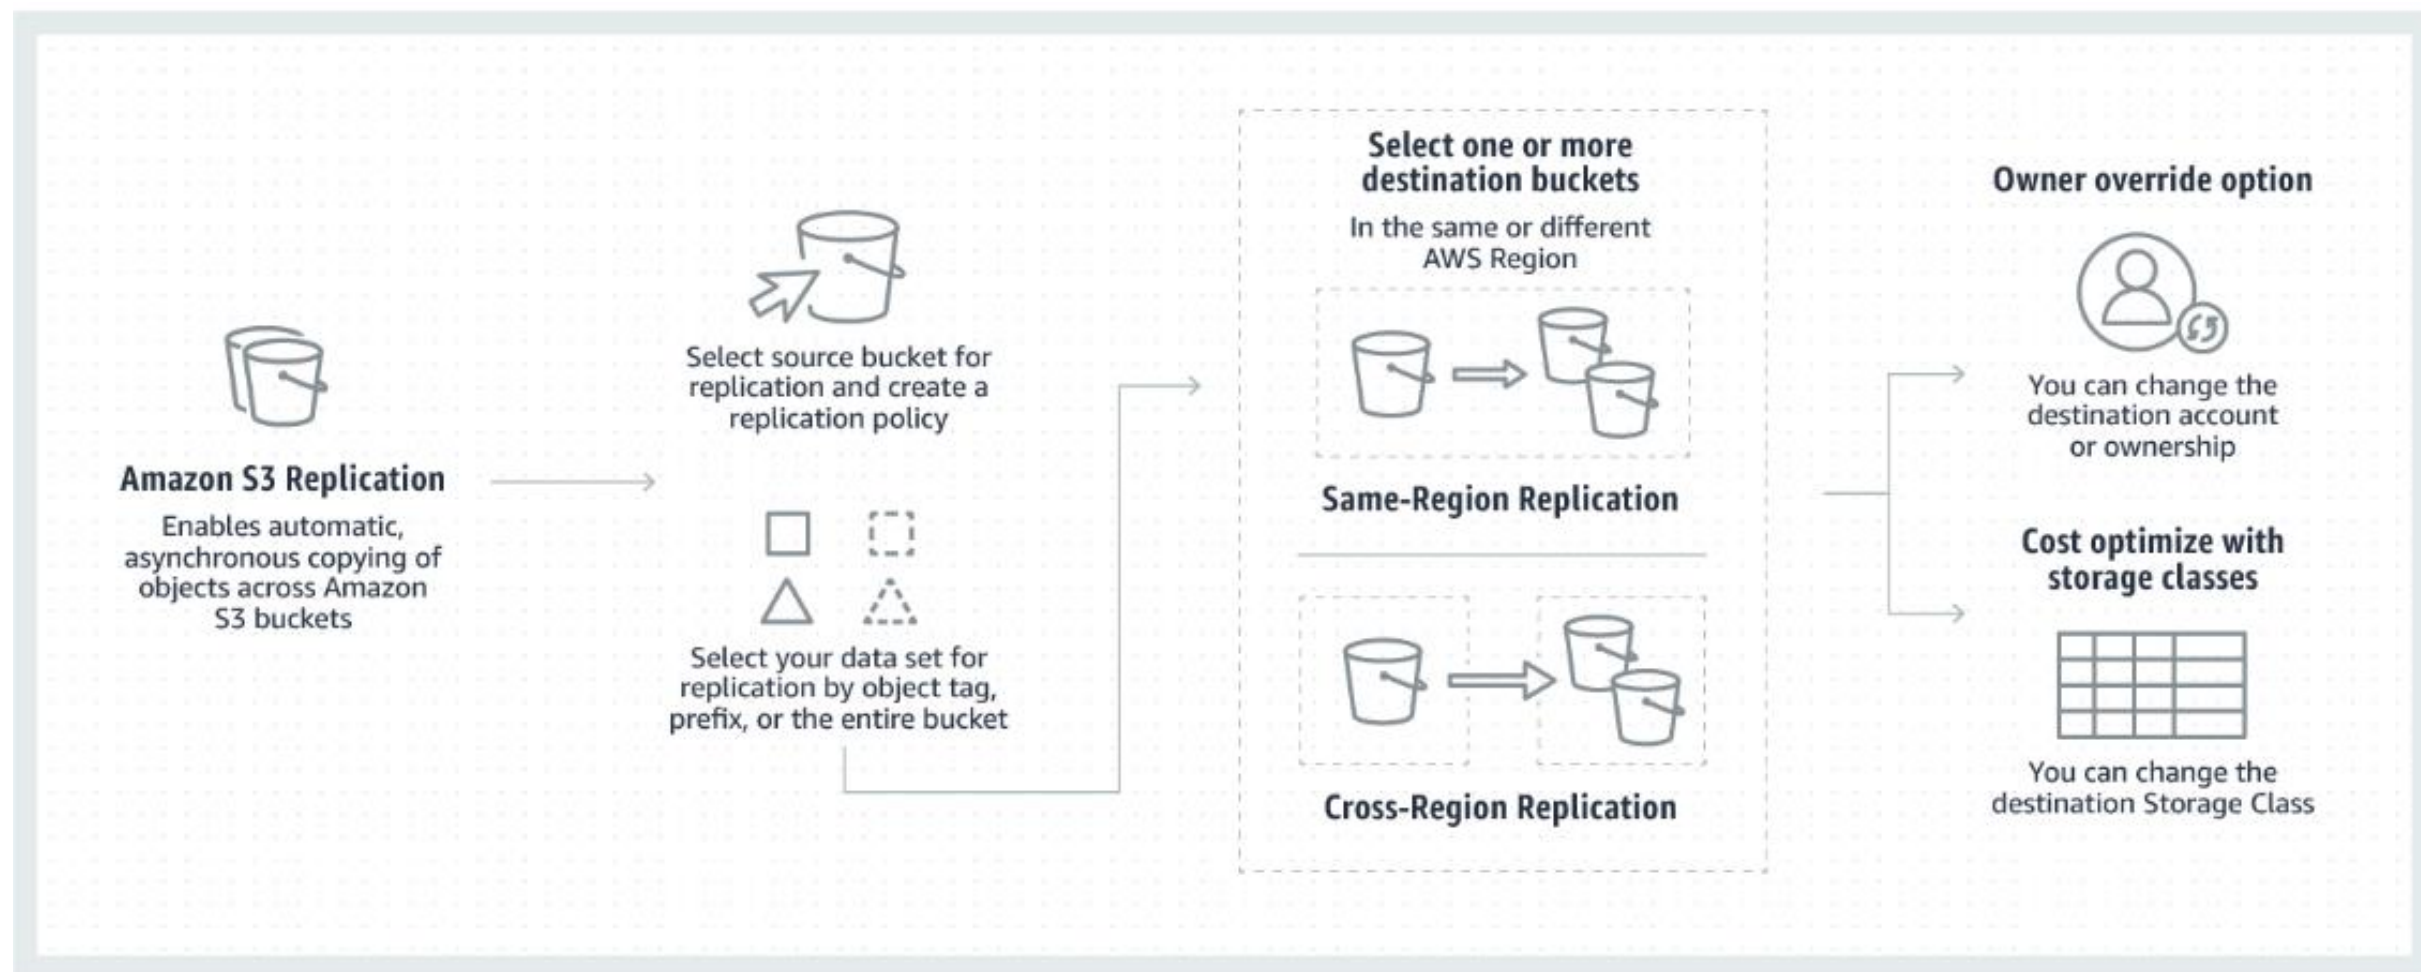 Amazon S3 Replication
Enables automatic,
asynchronous copying of
objects across Amazon
S3 buckets
Select source bucket for
replication and create a
replication policy
Select your data set for
replication by object tag,
prefix, or the entire bucket
Select one or more
destination buckets
In the same or different
AWS Region
Same-Region Replication
Cross-Region Replication
Owner override option
You can change the
destination account
or ownership
Cost optimize with
storage classes
You can change the
destination Storage Class